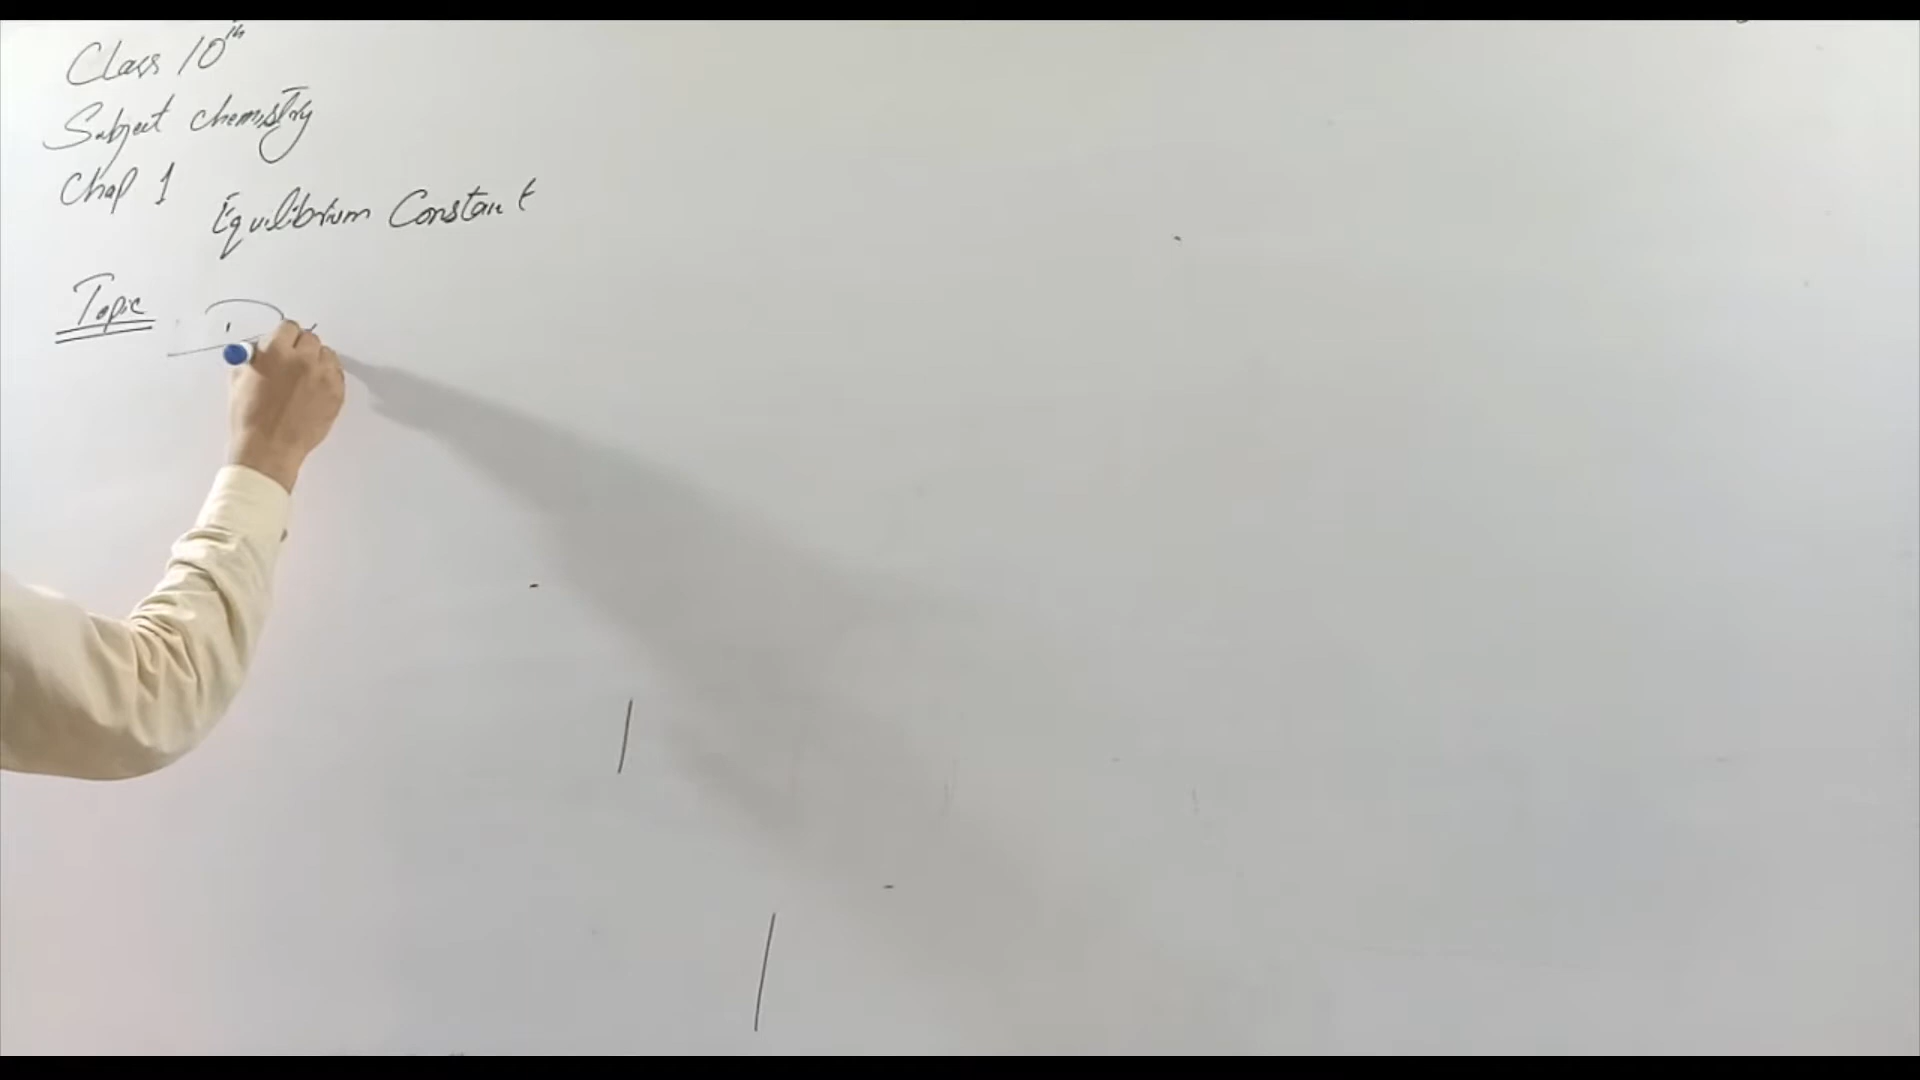 Class 10th
Subject chemistry
Chap 1
Equilibrium Constant
Topic